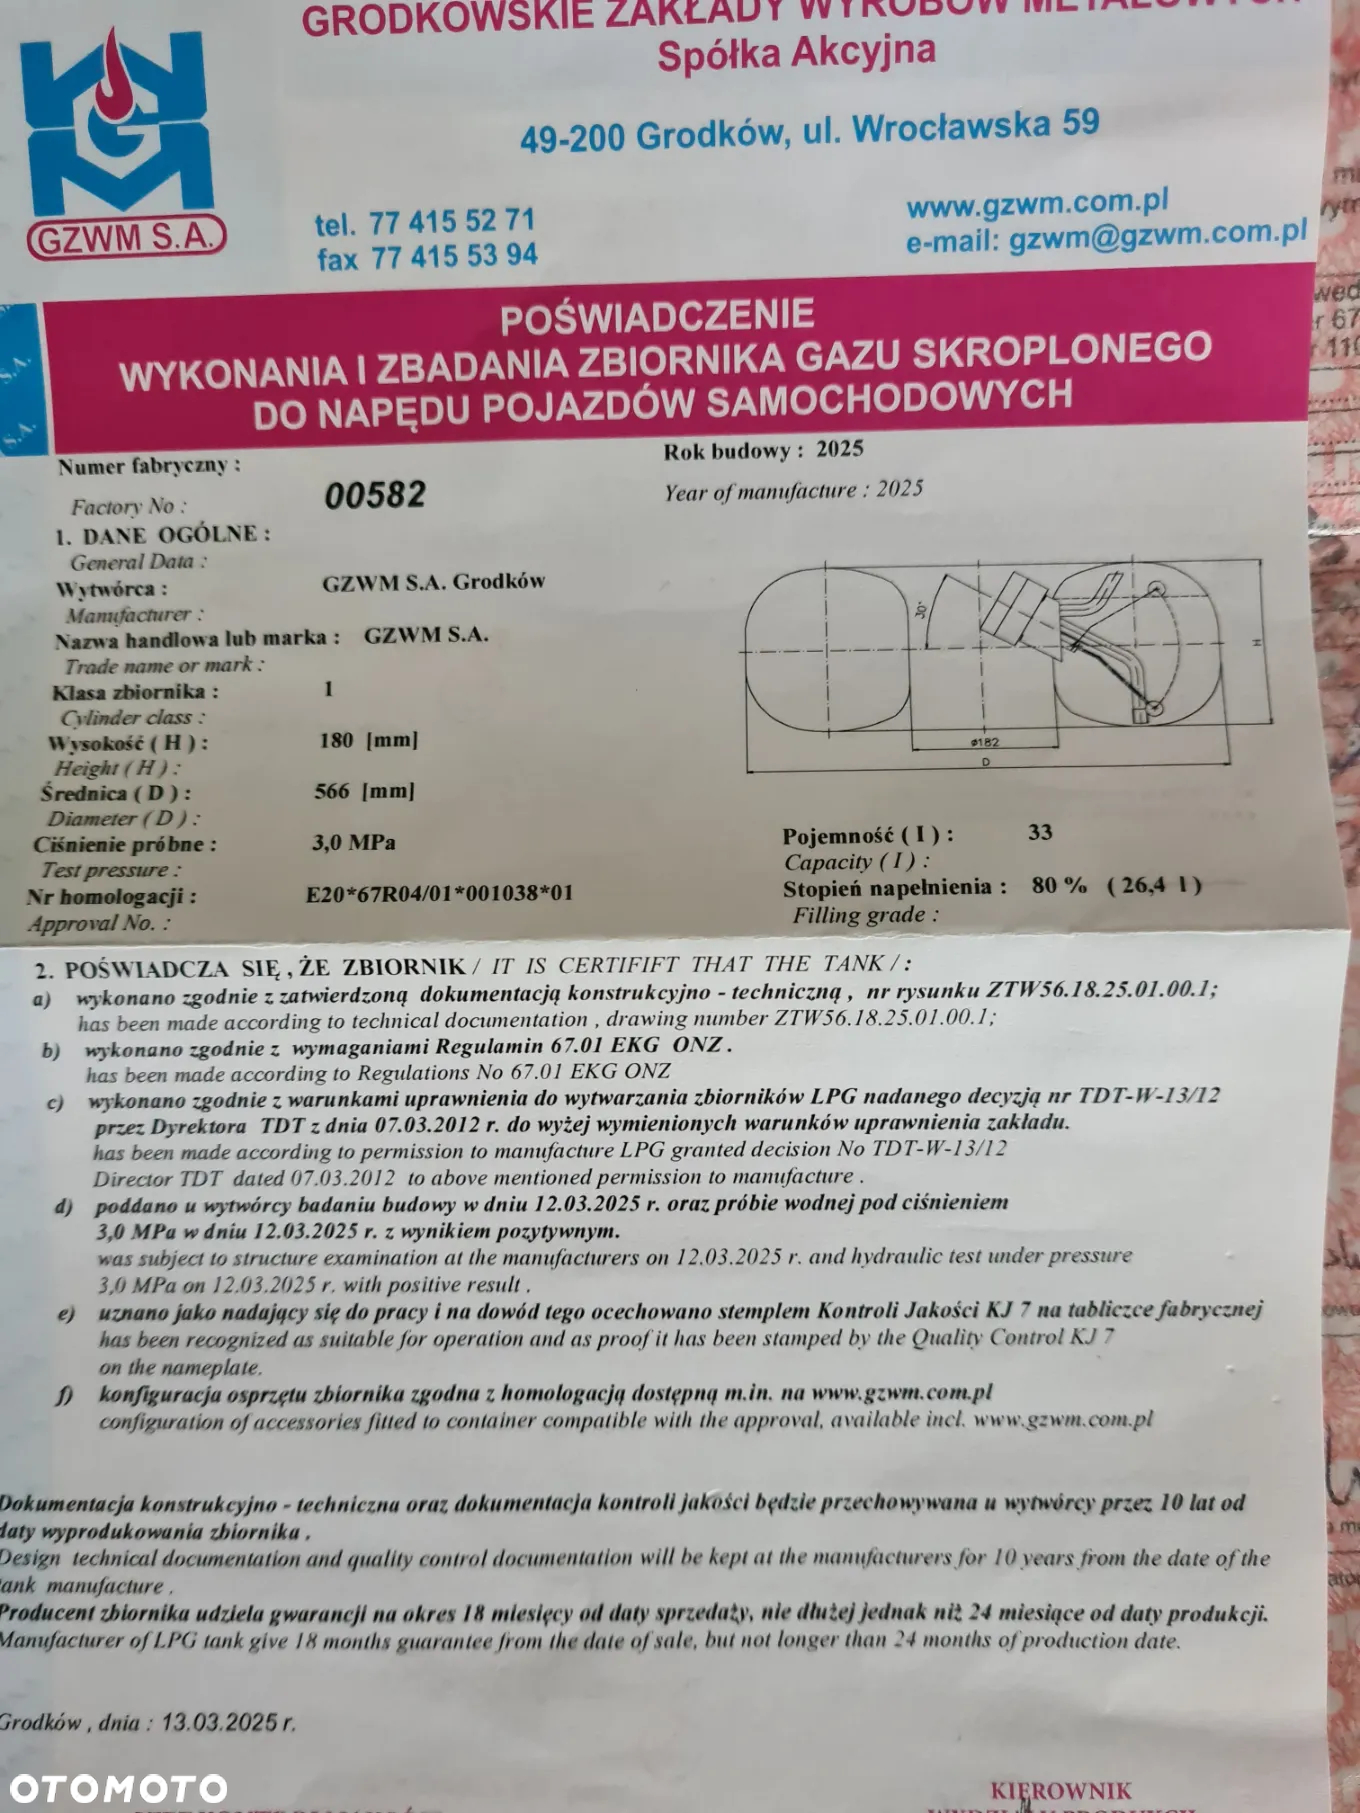 GRODKOWSKIE ZAKŁADY WYROBÓW METALOWYCH
Spółka Akcyjna
49-200 Grodków, ul. Wrocławska 59
GZWM S.A.
tel. 77 415 52 71
fax 77 415 53 94
www.gzwm.com.pl
e-mail: gzwm@gzwm.com.pl
POŚWIADCZENIE
WYKONANIA I ZBADANIA ZBIORNIKA GAZU SKROPLONEGO
DO NAPĘDU POJAZDÓW SAMOCHODOWYCH
Numer fabryczny :
Factory No :
00582
Rok budowy : 2025
Year of manufacture : 2025
1. DANE OGÓLNE :
General Data :
Wytwórca : GZWM S.A. Grodków
Manufacturer :
Nazwa handlowa lub marka : GZWM S.A.
Trade name or mark :
Klasa zbiornika : 1
Cylinder class :
Wysokość ( H ) : 180 [mm]
Height ( H ) :
Średnica ( D ) : 566 [mm]
Diameter ( D ) :
Ciśnienie próbne : 3,0 MPa
Test pressure :
Nr homologacji : E20*67R04/01*001038*01
Approval No. :
30°
H
ø182
D
Pojemność ( I ) : 33
Capacity ( I ) :
Stopień napełnienia : 80 % ( 26,4 l )
Filling grade :
2. POŚWIADCZA SIĘ , ŻE ZBIORNIK / IT IS CERTIFIFT THAT THE TANK / :
a) wykonano zgodnie z zatwierdzoną dokumentacją konstrukcyjno - techniczną , nr rysunku ZTW56.18.25.01.00.1;
has been made according to technical documentation , drawing number ZTW56.18.25.01.00.1;
b) wykonano zgodnie z wymaganiami Regulamin 67.01 EKG ONZ .
has been made according to Regulations No 67.01 EKG ONZ
c) wykonano zgodnie z warunkami uprawnienia do wytwarzania zbiorników LPG nadanego decyzją nr TDT-W-13/12
przez Dyrektora TDT z dnia 07.03.2012 r. do wyżej wymienionych warunków uprawnienia zakładu.
has been made according to permission to manufacture LPG granted decision No TDT-W-13/12
Director TDT dated 07.03.2012 to above mentioned permission to manufacture .
d) poddano u wytwórcy badaniu budowy w dniu 12.03.2025 r. oraz próbie wodnej pod ciśnieniem
3,0 MPa w dniu 12.03.2025 r. z wynikiem pozytywnym.
was subject to structure examination at the manufacturers on 12.03.2025 r. and hydraulic test under pressure
3,0 MPa on 12.03.2025 r. with positive result .
e) uznano jako nadający się do pracy i na dowód tego ocechowano stemplem Kontroli Jakości KJ 7 na tabliczce fabrycznej
has been recognized as suitable for operation and as proof it has been stamped by the Quality Control KJ 7
on the nameplate.
f) konfiguracja osprzętu zbiornika zgodna z homologacją dostępną m.in. na www.gzwm.com.pl
configuration of accessories fitted to container compatible with the approval, available incl. www.gzwm.com.pl
Dokumentacja konstrukcyjno - techniczna oraz dokumentacja kontroli jakości będzie przechowywana u wytwórcy przez 10 lat od
daty wyprodukowania zbiornika .
Design technical documentation and quality control documentation will be kept at the manufacturers for 10 years from the date of the
tank manufacture .
Producent zbiornika udziela gwarancji na okres 18 miesięcy od daty sprzedaży, nie dłużej jednak niż 24 miesiące od daty produkcji.
Manufacturer of LPG tank give 18 months guarantee from the date of sale, but not longer than 24 months of production date.
Grodków , dnia : 13.03.2025 r.
OTOMOTO
KIEROWNIK